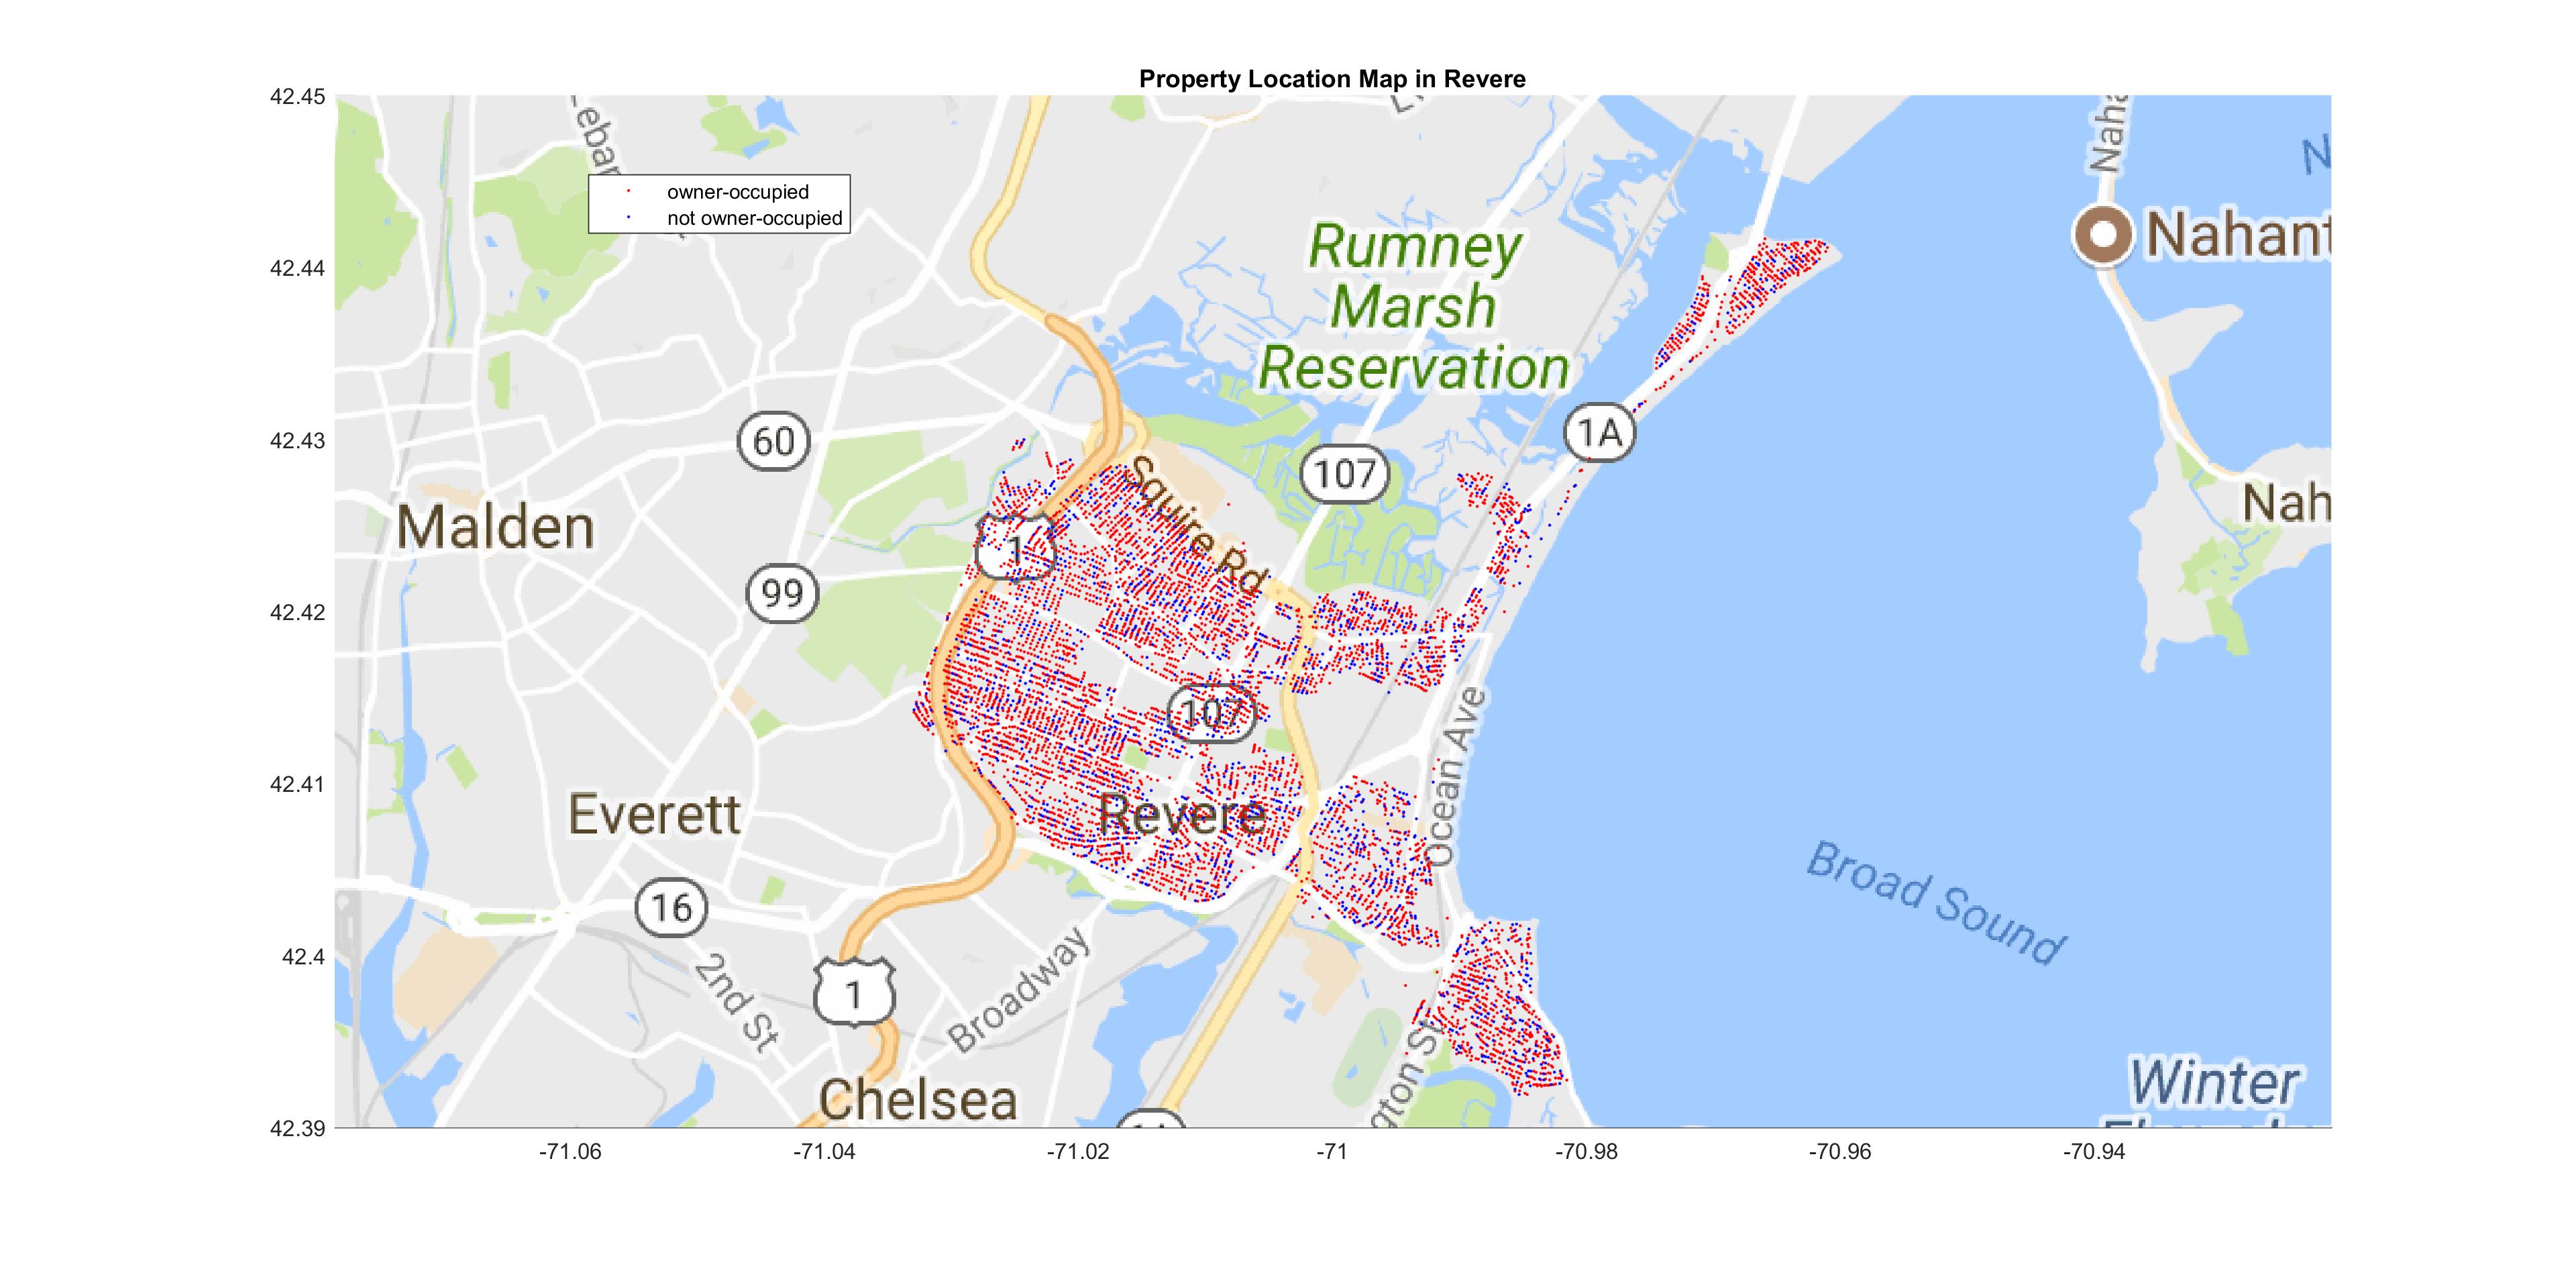 Property Location Map in Revere
42.45
42.44
42.43
42.42
42.41
42.4
42.39
-71.06
-71.04
-71.02
-71
-70.98
-70.96
-70.94
owner-occupied
not owner-occupied
Rumney
Marsh
Reservation
Nahant
Nah
60
1A
107
Squire Rd
Malden
1
99
107
Ocean Ave
Everett
Revere
Broad Sound
16
2nd St
1
Broadway
Chelsea
gton St
Winter